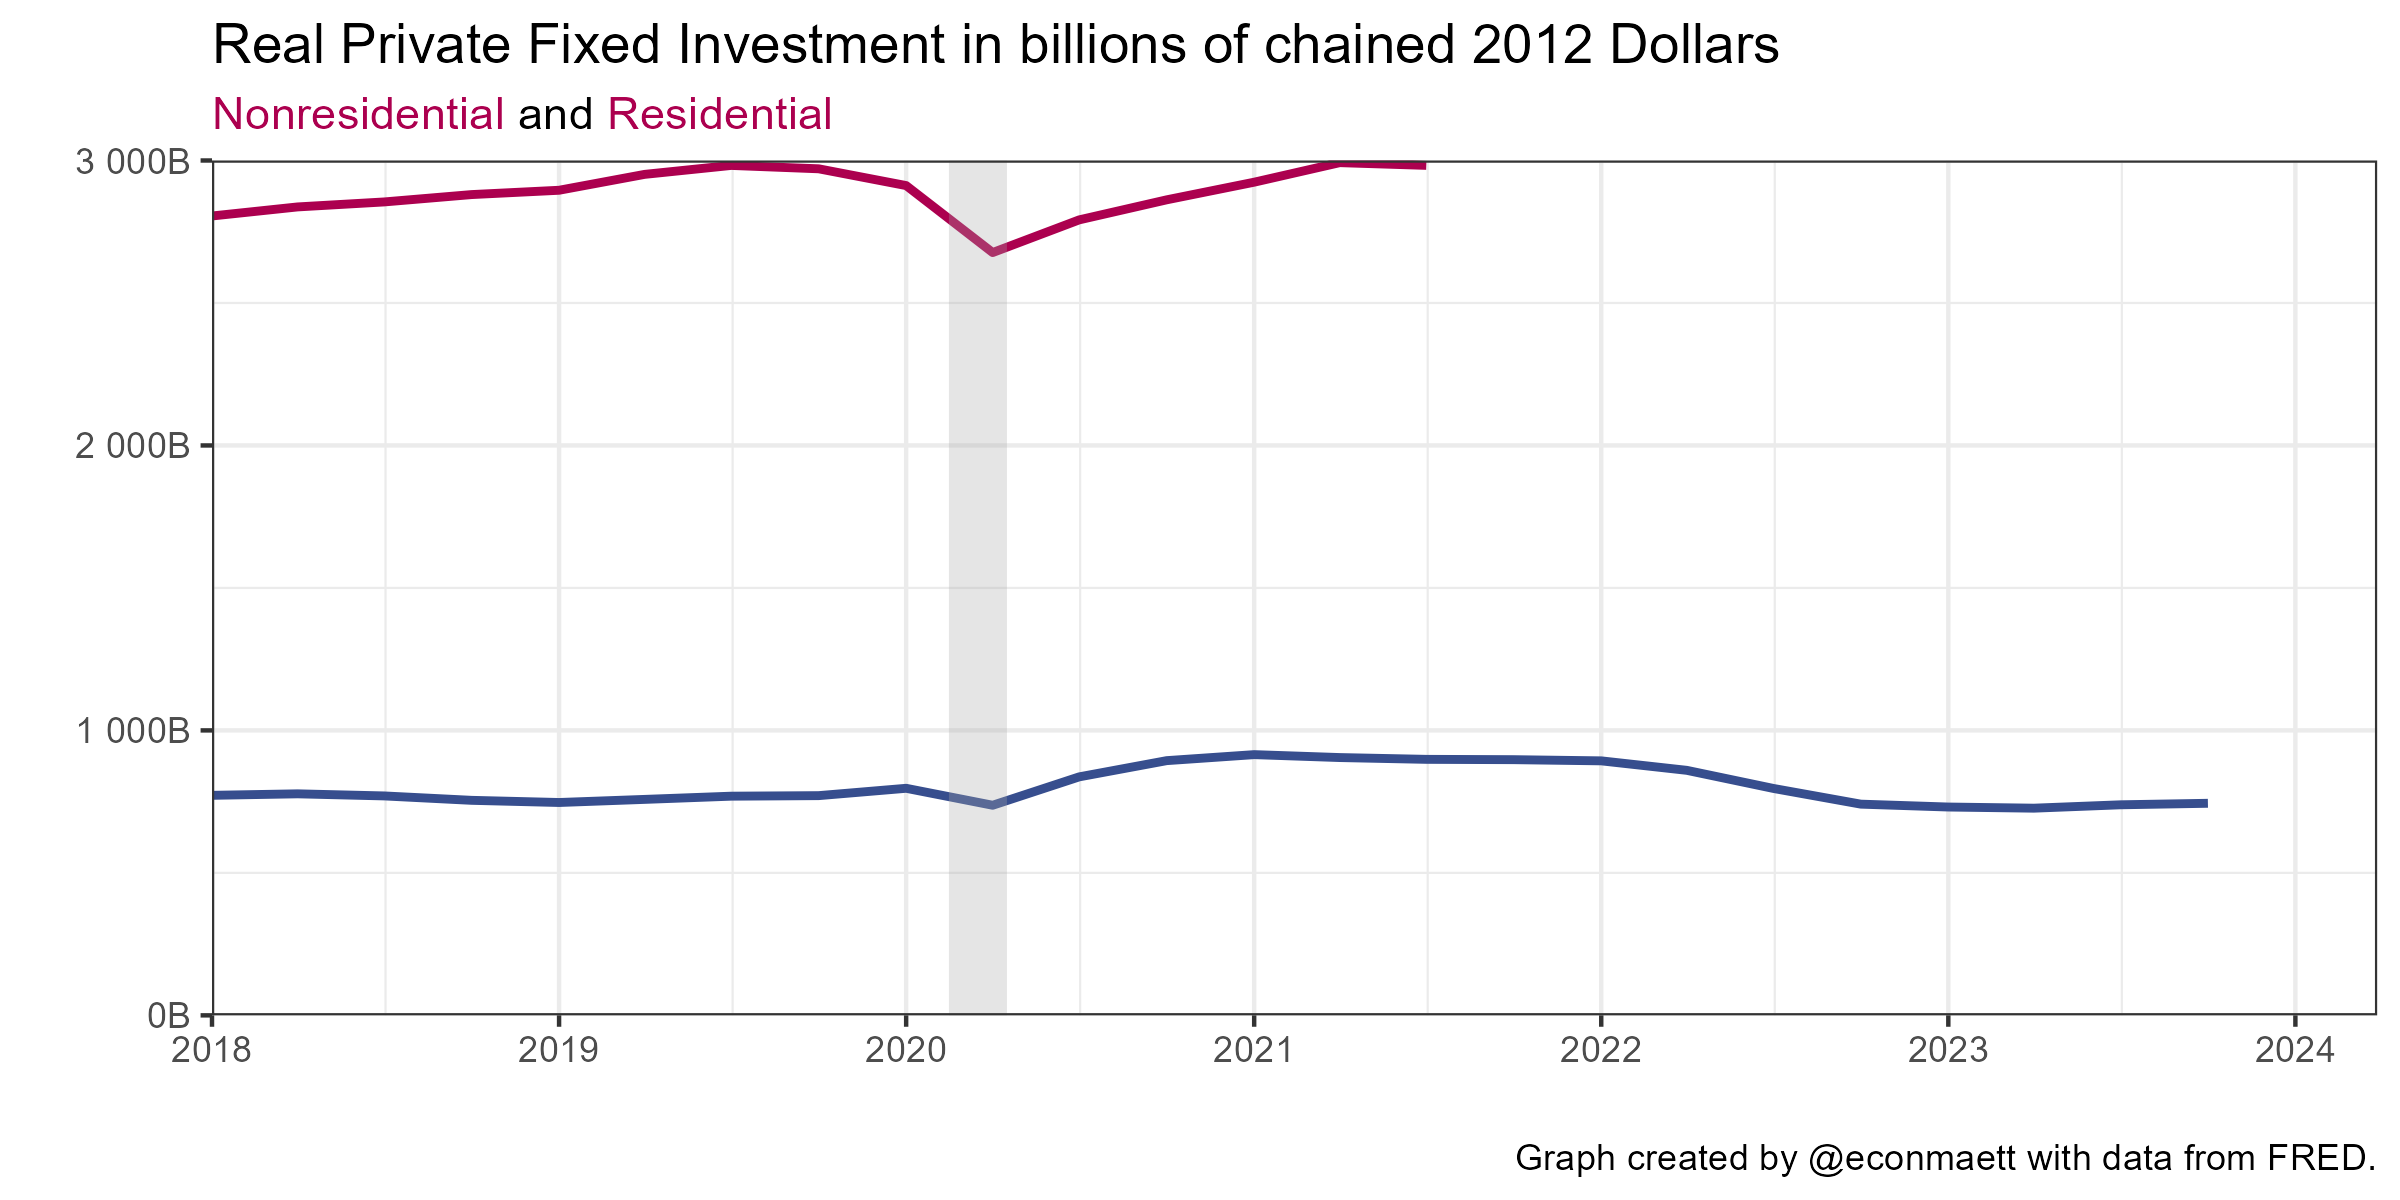 Real Private Fixed Investment in billions of chained 2012 Dollars
Nonresidential and Residential
3 000B
2 000B
1 000B
0B
2018 2019 2020 2021 2022 2023 2024
Graph created by @econmaett with data from FRED.